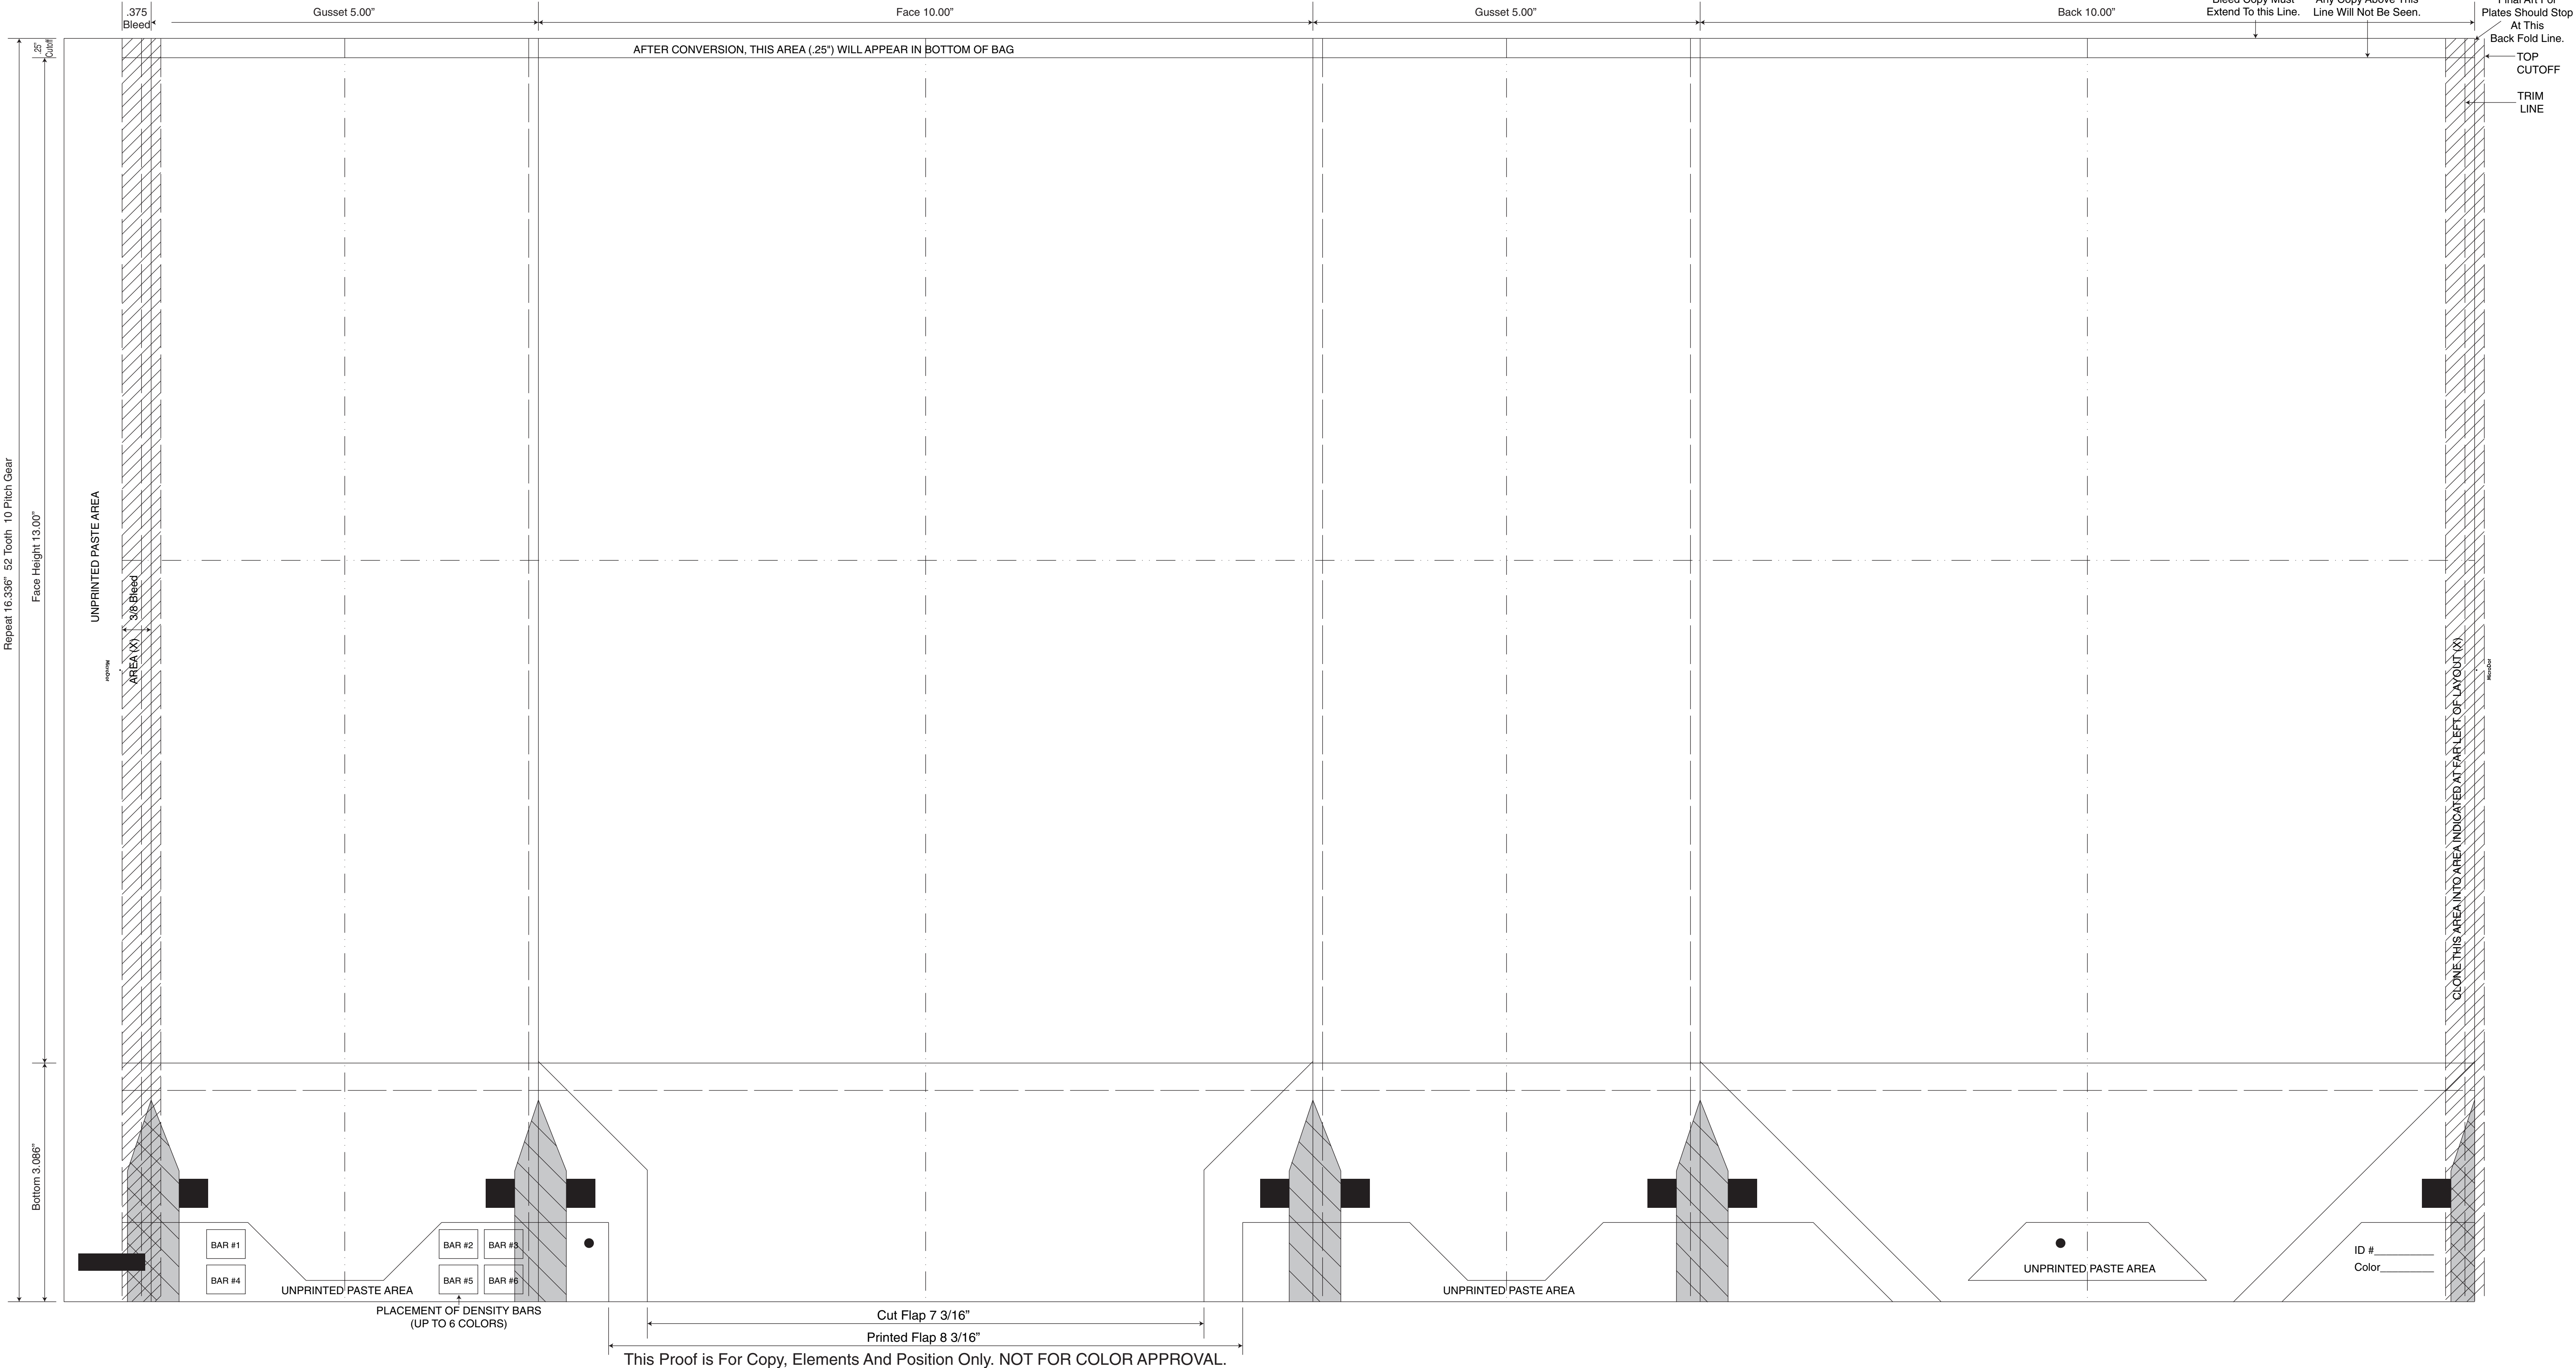 .375
Bleed
Gusset 5.00”
Face 10.00”
Gusset 5.00”
Back 10.00”
Bleed Copy Must
Extend To this Line.
Any Copy Above This
Line Will Not Be Seen.
Final Art For
Plates Should Stop
At This
Back Fold Line.
TOP
CUTOFF
TRIM
LINE
.25”
Cutoff
AFTER CONVERSION, THIS AREA (.25") WILL APPEAR IN BOTTOM OF BAG
Repeat 16.336” 52 Tooth 10 Pitch Gear
Face Height 13.00”
UNPRINTED PASTE AREA
AREA (X) 3/8 Bleed
MicroDot
CLONE THIS AREA INTO AREA INDICATED AT FAR LEFT OF LAYOUT (X)
MicroDot
Bottom 3.086”
BAR #1
BAR #2
BAR #3
BAR #4
BAR #5
BAR #6
UNPRINTED PASTE AREA
PLACEMENT OF DENSITY BARS
(UP TO 6 COLORS)
UNPRINTED PASTE AREA
UNPRINTED PASTE AREA
ID #
Color
Cut Flap 7 3/16”
Printed Flap 8 3/16”
This Proof is For Copy, Elements And Position Only. NOT FOR COLOR APPROVAL.